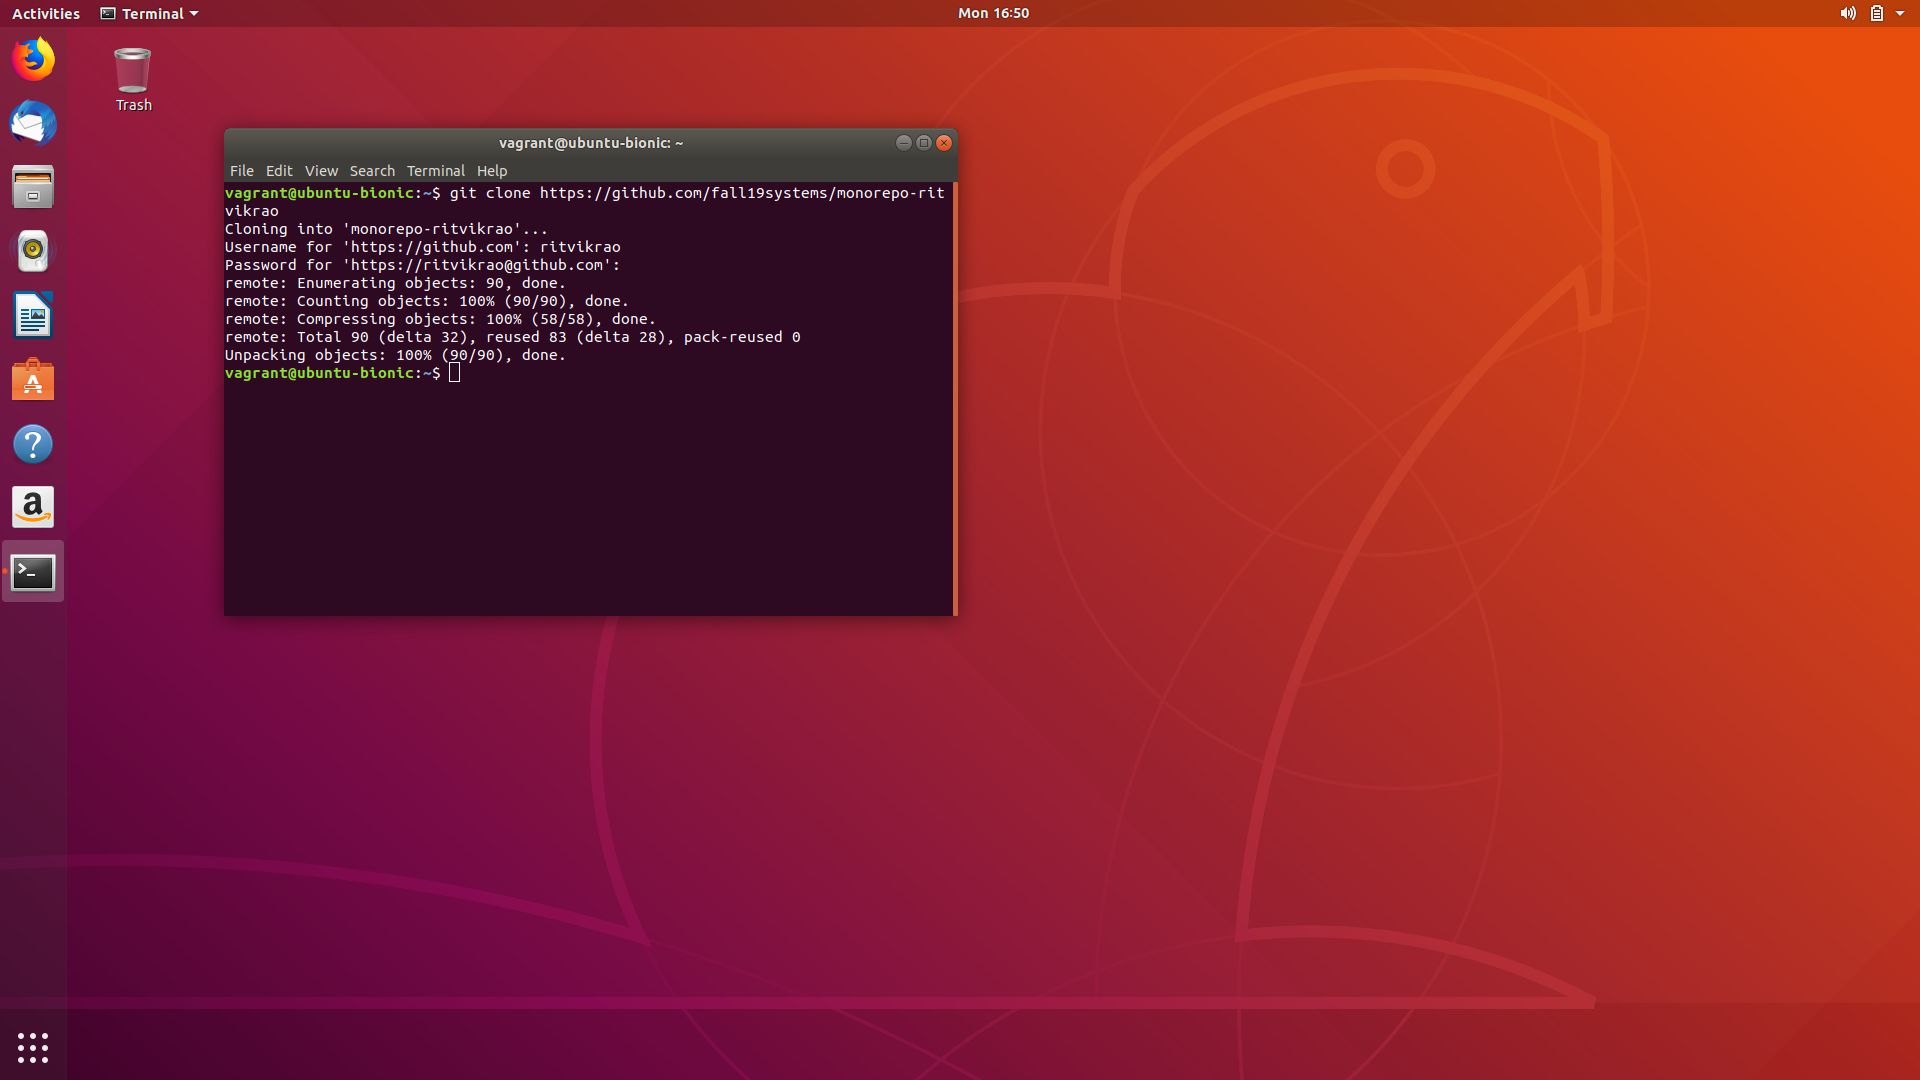 Activities Terminal Mon 16:50
Trash
vagrant@ubuntu-bionic: ~
File Edit View Search Terminal Help
vagrant@ubuntu-bionic:~$ git clone https://github.com/fall19systems/monorepo-rit
vikrao
Cloning into 'monorepo-ritvikrao'...
Username for 'https://github.com': ritvikrao
Password for 'https://ritvikrao@github.com':
remote: Enumerating objects: 90, done.
remote: Counting objects: 100% (90/90), done.
remote: Compressing objects: 100% (58/58), done.
remote: Total 90 (delta 32), reused 83 (delta 28), pack-reused 0
Unpacking objects: 100% (90/90), done.
vagrant@ubuntu-bionic:~$